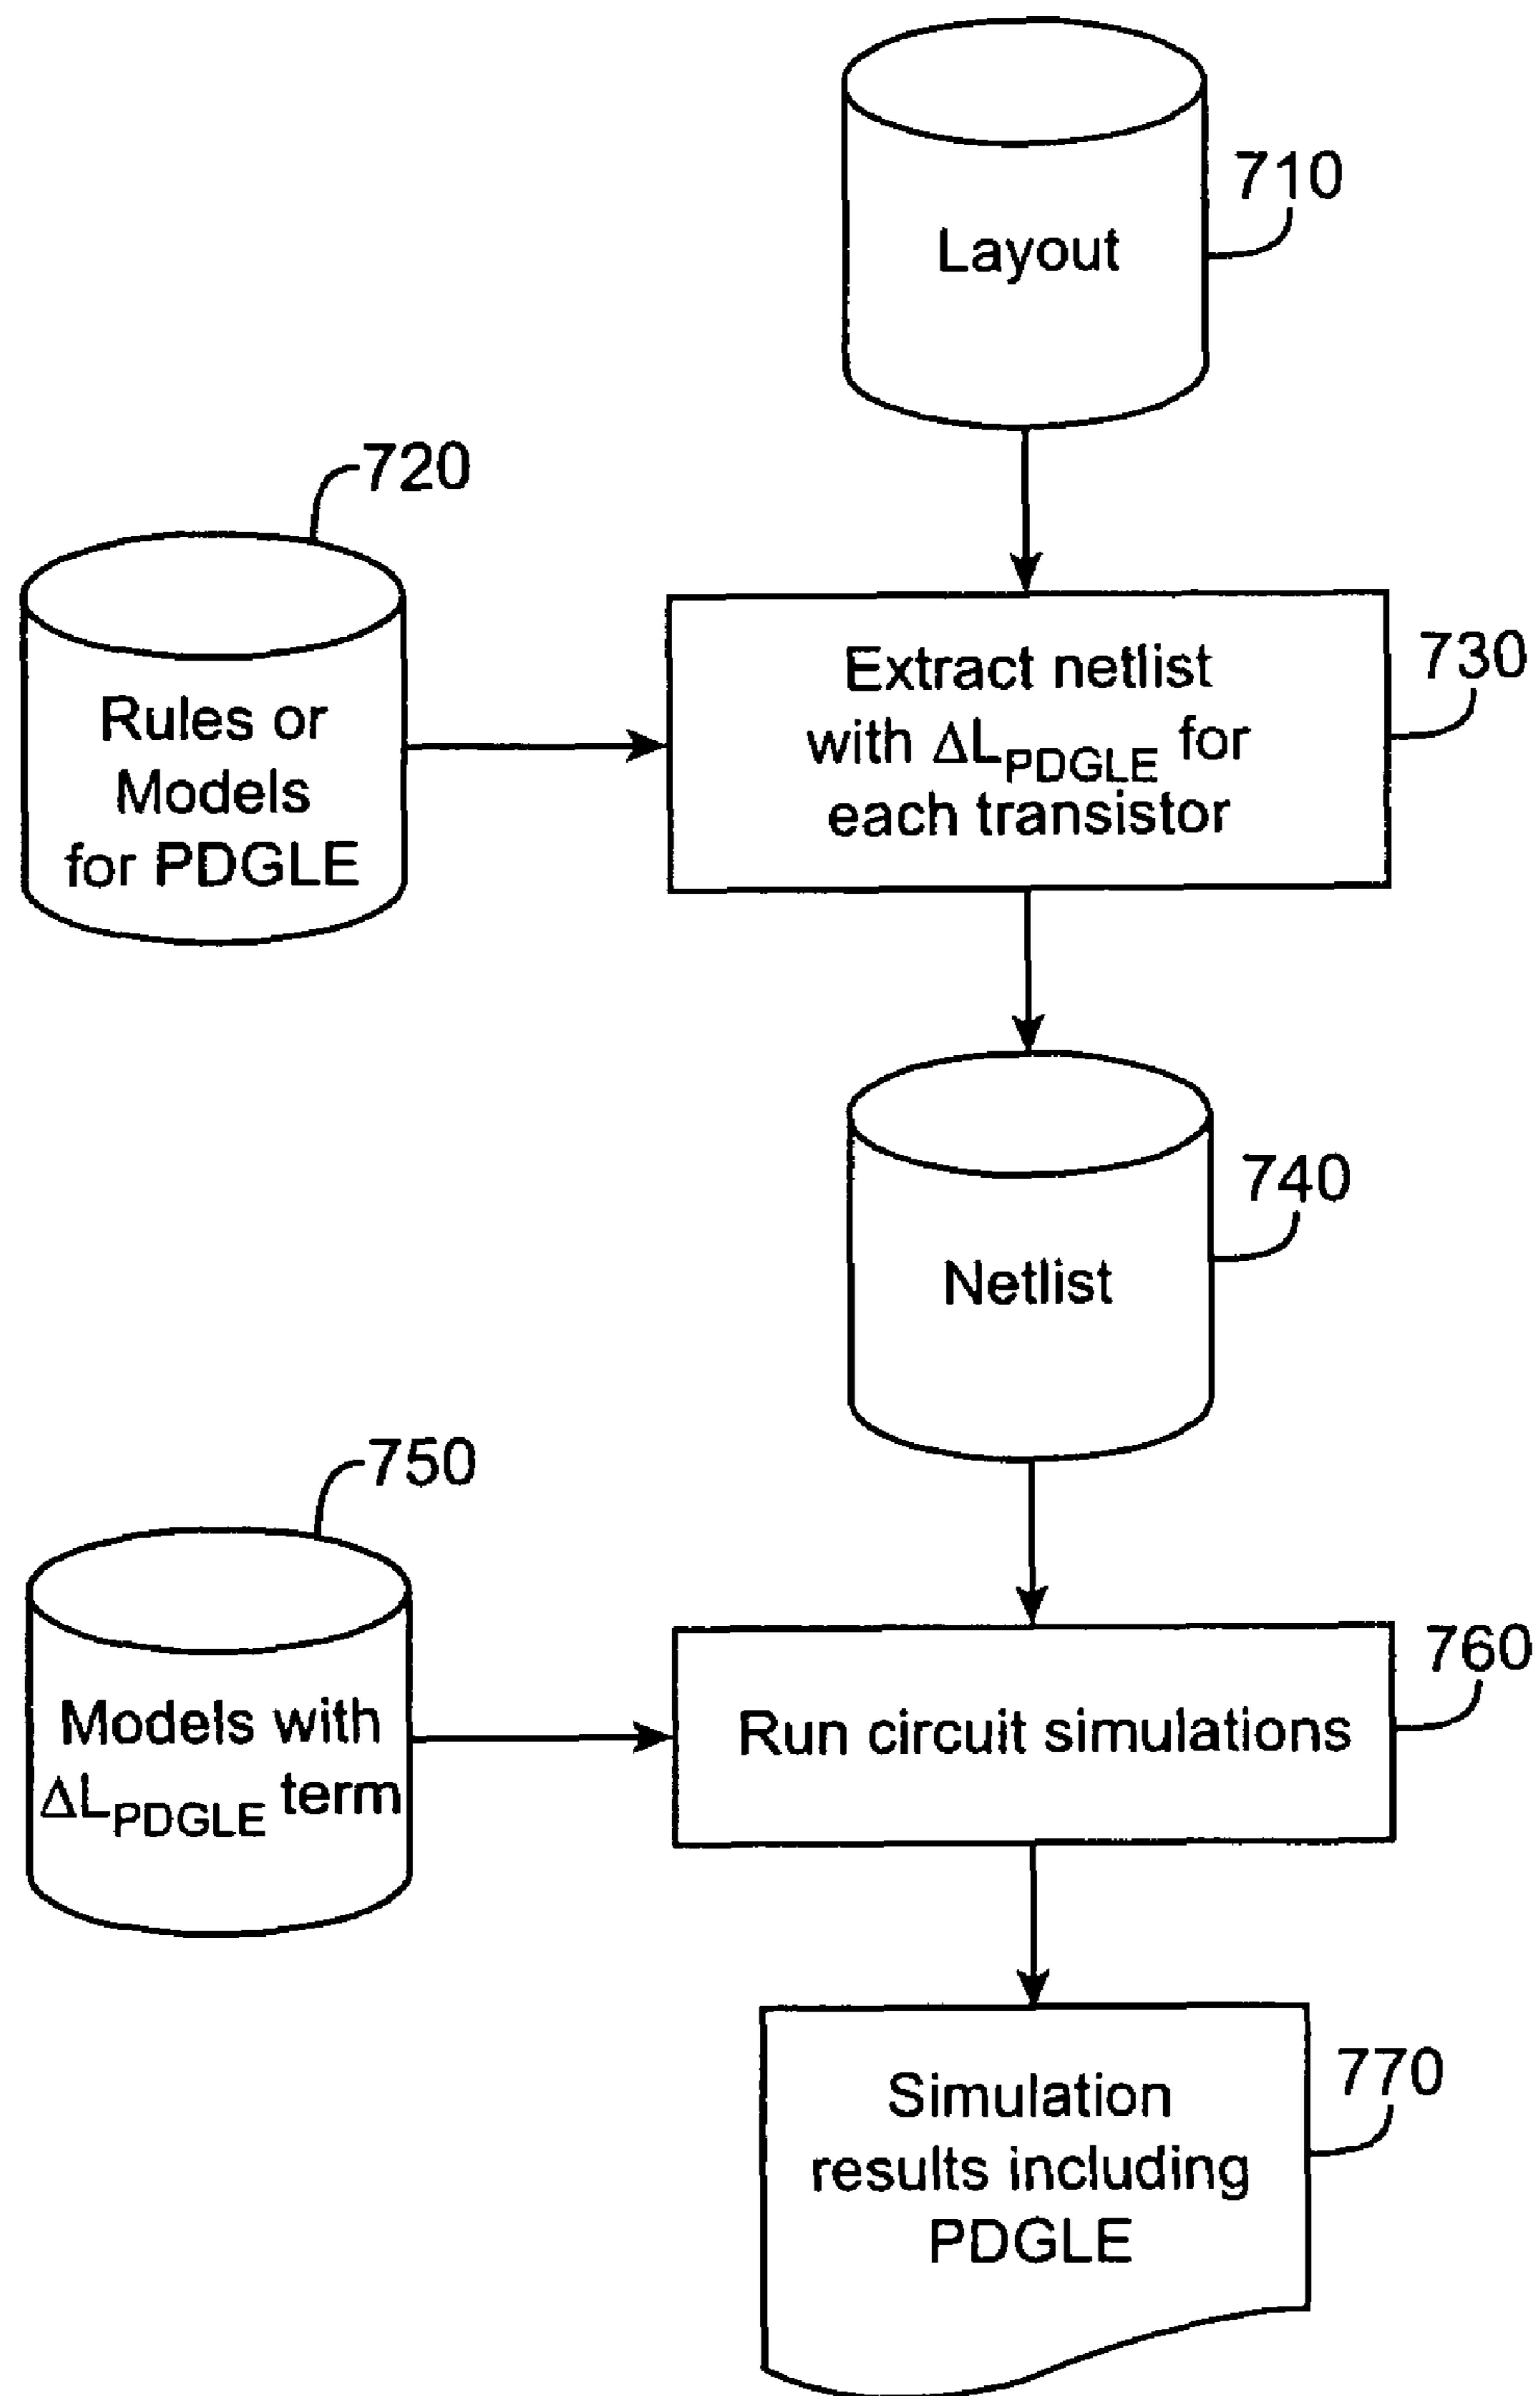 710
Layout
720
Rules or
Models
for PDGLE
730
Extract netlist
with ΔLPDGLE for
each transistor
740
Netlist
750
Models with
ΔLPDGLE term
760
Run circuit simulations
770
Simulation
results including
PDGLE